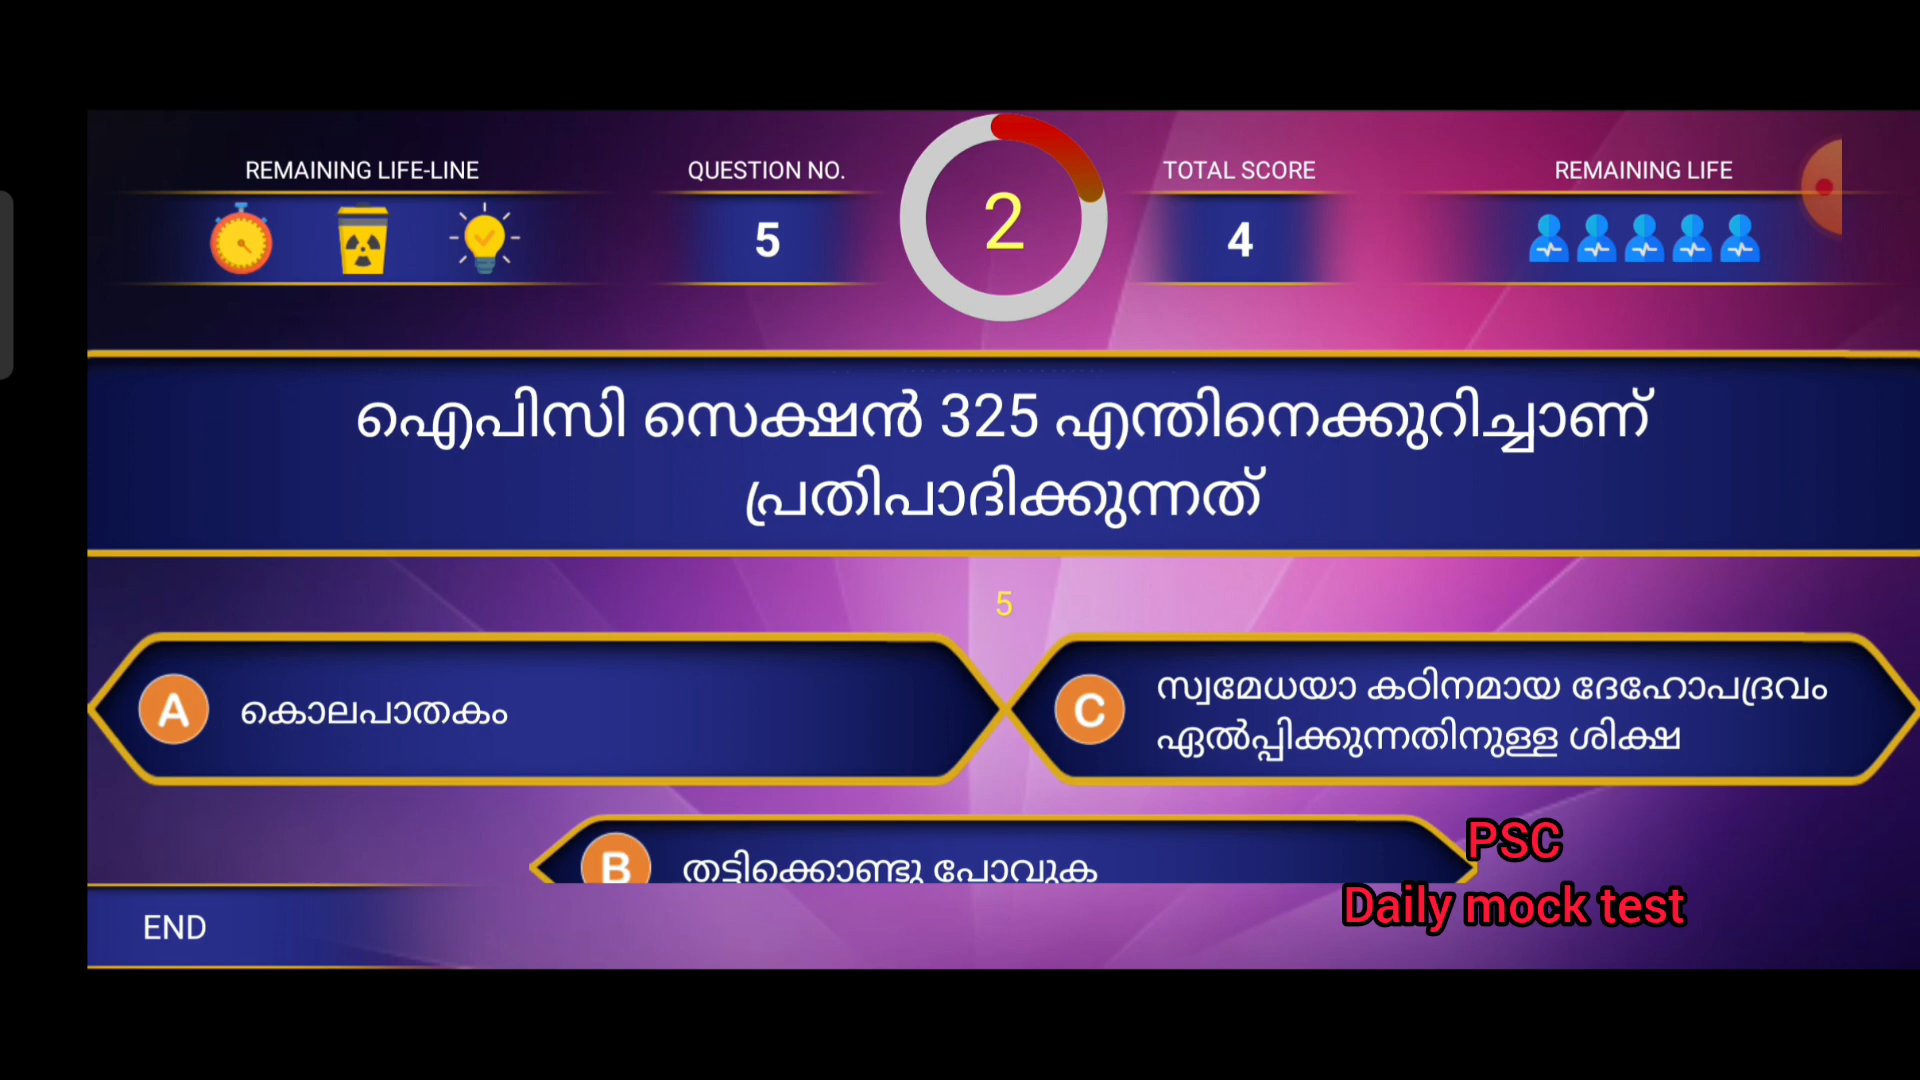 REMAINING LIFE-LINE
QUESTION NO.
5
2
TOTAL SCORE
4
REMAINING LIFE
ഐപിസി സെക്ഷൻ 325 എന്തിനെക്കുറിച്ചാണ്
പ്രതിപാദിക്കുന്നത്
5
A കൊലപാതകം
C സ്വമേധയാ കഠിനമായ ദേഹോപദ്രവം
ഏൽപ്പിക്കുന്നതിനുള്ള ശിക്ഷ
B തട്ടിക്കൊണ്ടു പോവുക
PSC
Daily mock test
END